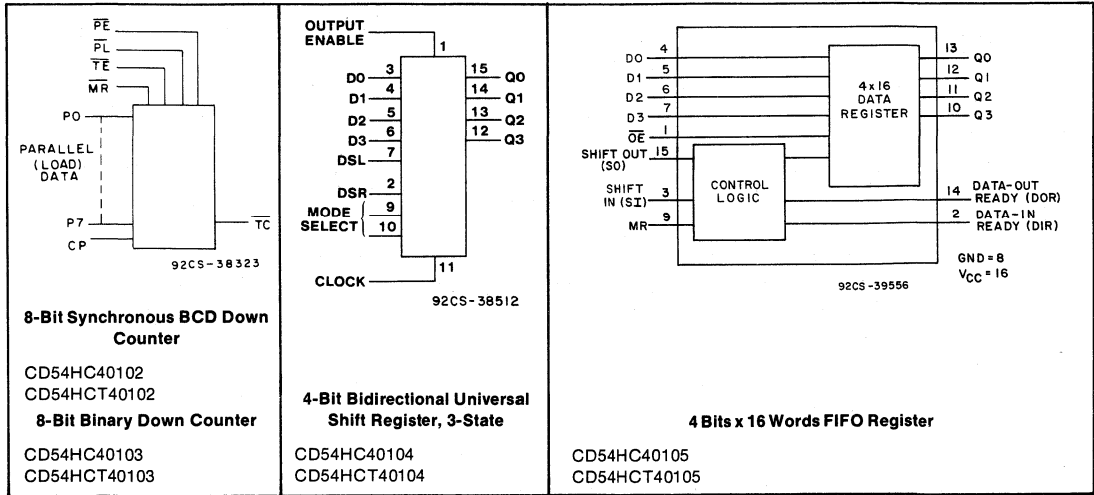 PE
PL
TE
MR
P0
PARALLEL
(LOAD)
DATA
P7
CP
TC
92CS-38323
8-Bit Synchronous BCD Down
Counter
CD54HC40102
CD54HCT40102
8-Bit Binary Down Counter
CD54HC40103
CD54HCT40103
OUTPUT
ENABLE
1
D0 3
D1 4
D2 5
D3 6
DSL 7
DSR 2
MODE 9
SELECT 10
15 Q0
14 Q1
13 Q2
12 Q3
CLOCK 11
92CS-38512
4-Bit Bidirectional Universal
Shift Register, 3-State
CD54HC40104
CD54HCT40104
D0 4
D1 5
D2 6
D3 7
OE 1
SHIFT OUT 15
(SO)
SHIFT 3
IN (SI)
MR 9
4x16
DATA
REGISTER
CONTROL
LOGIC
13 Q0
12 Q1
11 Q2
10 Q3
14 DATA-OUT
READY (DOR)
2 DATA-IN
READY (DIR)
GND=8
VCC=16
92CS-39556
4 Bits x 16 Words FIFO Register
CD54HC40105
CD54HCT40105